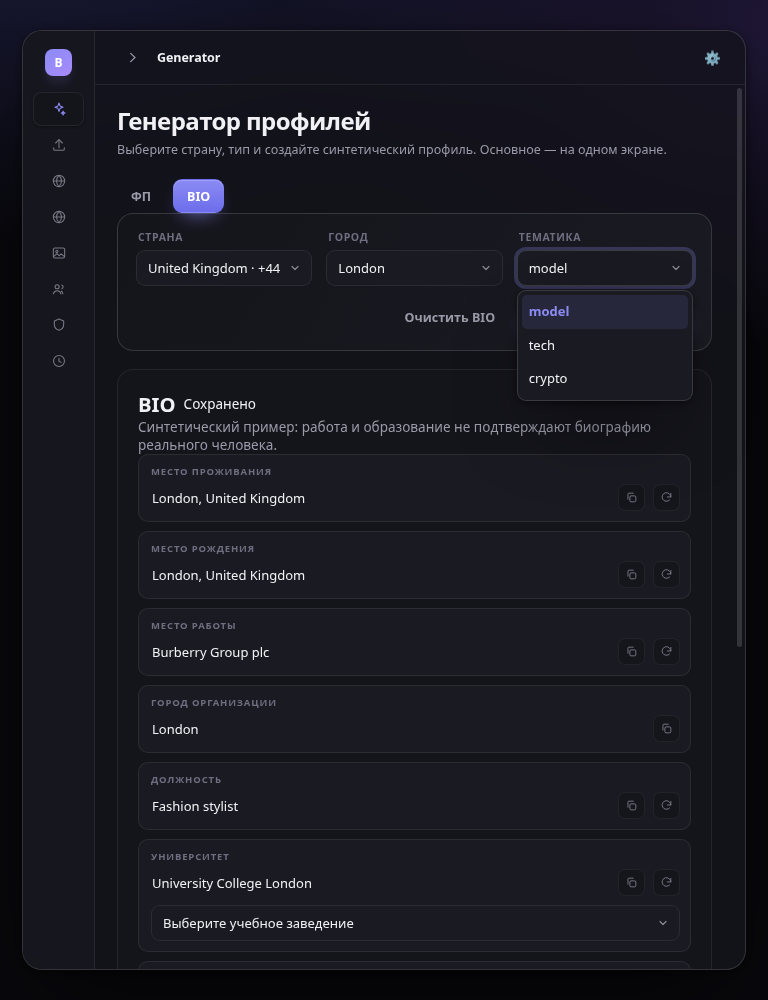 B
Generator
Генератор профилей
Выберите страну, тип и создайте синтетический профиль. Основное — на одном экране.
ФП
BIO
СТРАНА
ГОРОД
ТЕМАТИКА
United Kingdom · +44
London
model
Очистить BIO
model
tech
crypto
BIO Сохранено
Синтетический пример: работа и образование не подтверждают биографию
реального человека.
МЕСТО ПРОЖИВАНИЯ
London, United Kingdom
МЕСТО РОЖДЕНИЯ
London, United Kingdom
МЕСТО РАБОТЫ
Burberry Group plc
ГОРОД ОРГАНИЗАЦИИ
London
ДОЛЖНОСТЬ
Fashion stylist
УНИВЕРСИТЕТ
University College London
Выберите учебное заведение